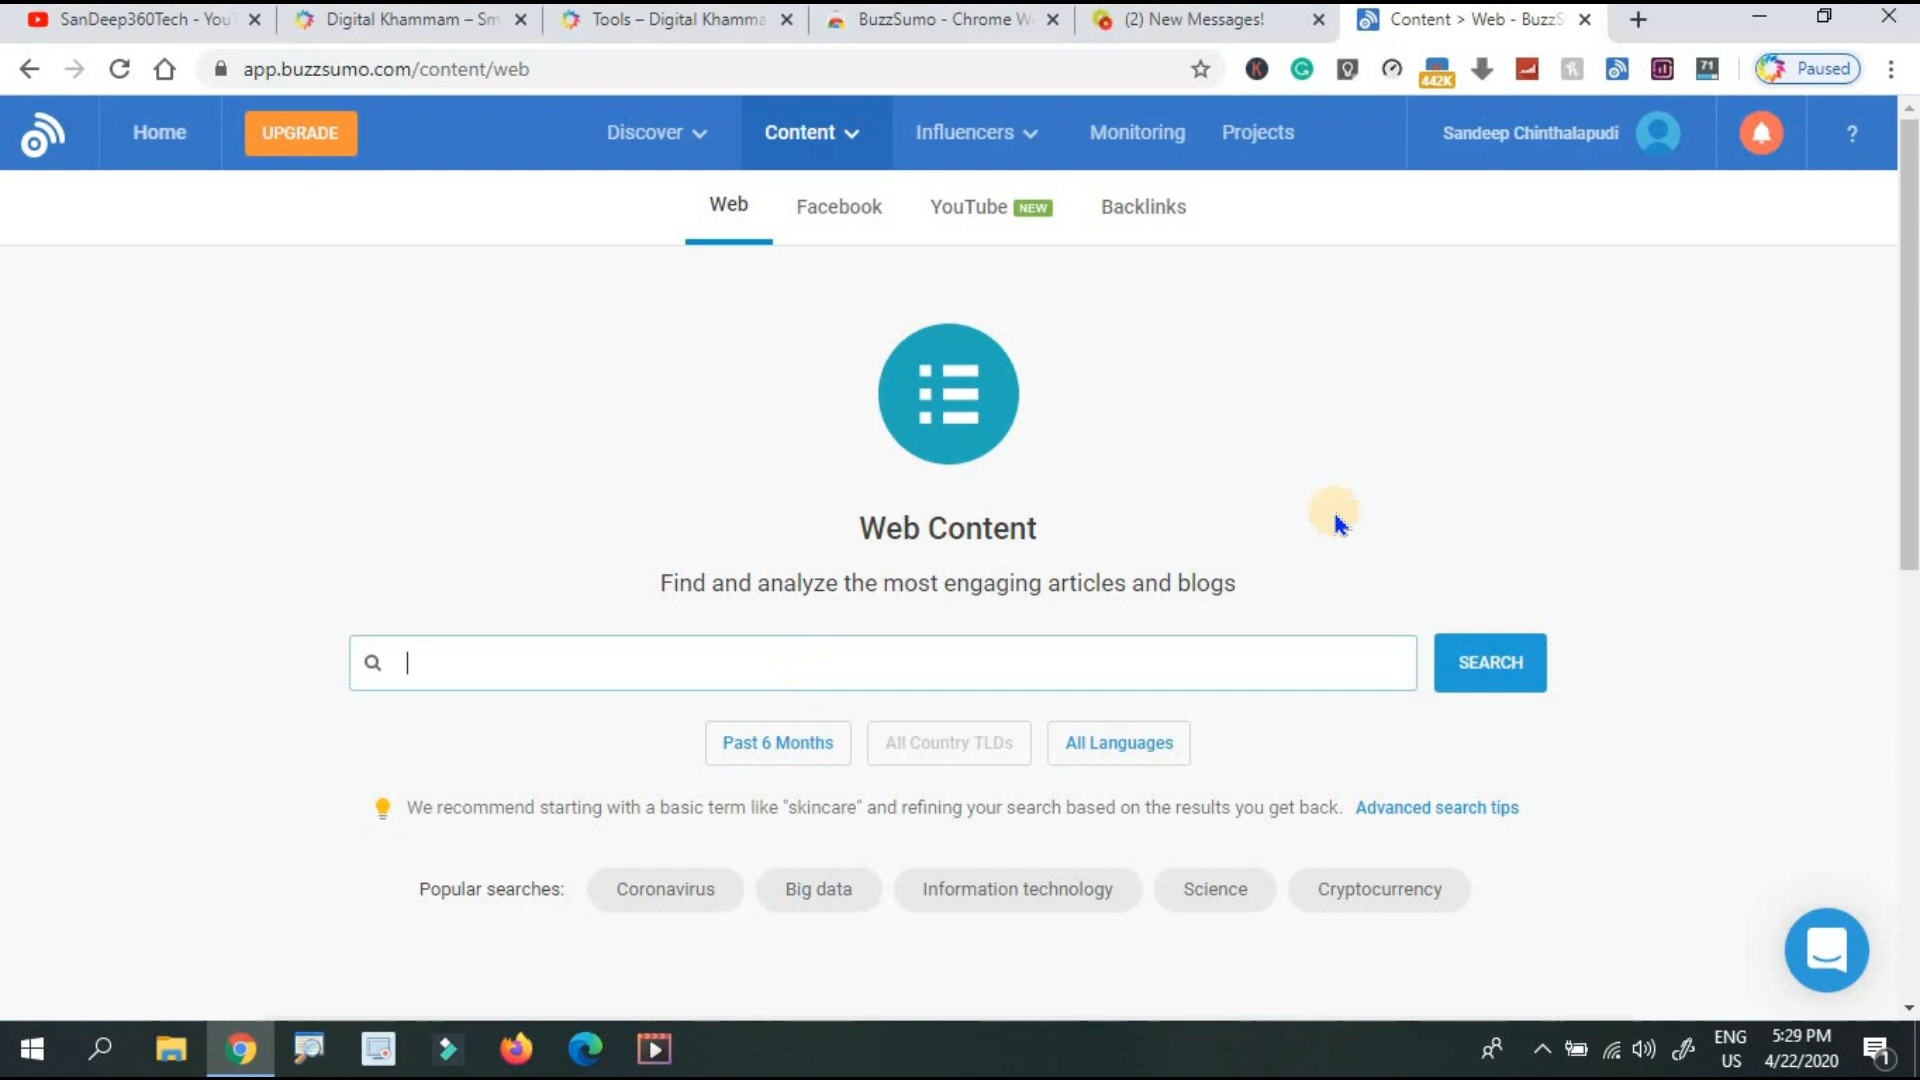 SanDeep360Tech - You
Digital Khammam – Sm
Tools – Digital Khamma
BuzzSumo - Chrome W
(2) New Messages!
Content > Web - BuzzS
app.buzzsumo.com/content/web
442K
71
Paused
Home
UPGRADE
Discover
Content
Influencers
Monitoring
Projects
Sandeep Chinthalapudi
?
Web
Facebook
YouTube NEW
Backlinks
Web Content
Find and analyze the most engaging articles and blogs
SEARCH
Past 6 Months
All Country TLDs
All Languages
We recommend starting with a basic term like "skincare" and refining your search based on the results you get back. Advanced search tips
Popular searches:
Coronavirus
Big data
Information technology
Science
Cryptocurrency
ENG
US
5:29 PM
4/22/2020
1